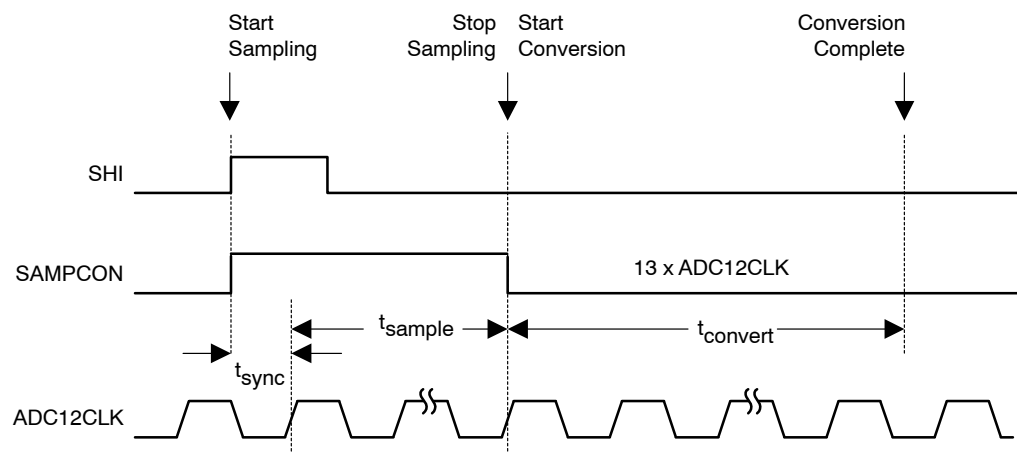 Start
Sampling
Stop
Sampling
Start
Conversion
Conversion
Complete
SHI
SAMPCON
13 x ADC12CLK
tsample
tconvert
tsync
ADC12CLK